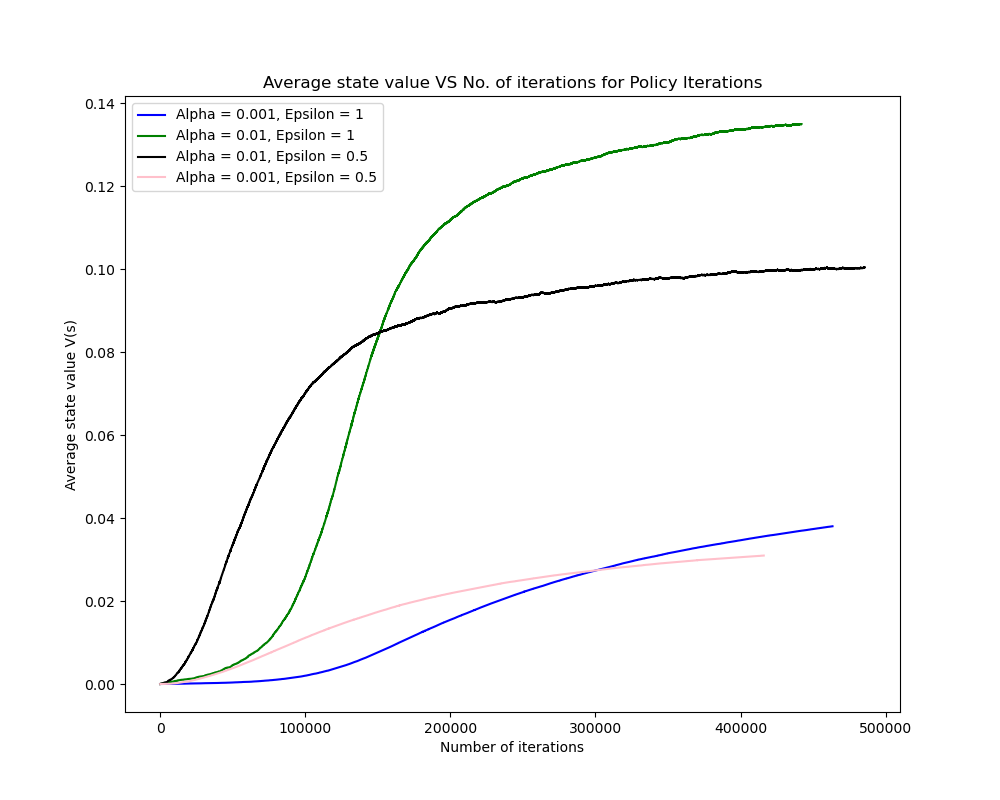 Average state value VS No. of iterations for Policy Iterations
Alpha = 0.001, Epsilon = 1
Alpha = 0.01, Epsilon = 1
Alpha = 0.01, Epsilon = 0.5
Alpha = 0.001, Epsilon = 0.5
Average state value V(s)
0.14
0.12
0.10
0.08
0.06
0.04
0.02
0.00
0 100000 200000 300000 400000 500000
Number of iterations